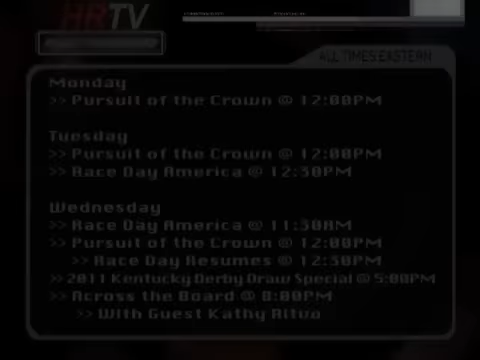 HRTV
ALL TIMES EASTERN
Monday
>> Pursuit of the Crown @ 12:00PM
Tuesday
>> Pursuit of the Crown @ 12:00PM
>> Race Day America @ 12:30PM
Wednesday
>> Race Day America @ 11:30AM
>> Pursuit of the Crown @ 12:00PM
>> Race Day Resumes @ 12:30PM
>> 2011 Kentucky Derby Draw Special @ 5:00PM
>> Across the Board @ 8:00PM
>> With Guest Kathy Ritvo